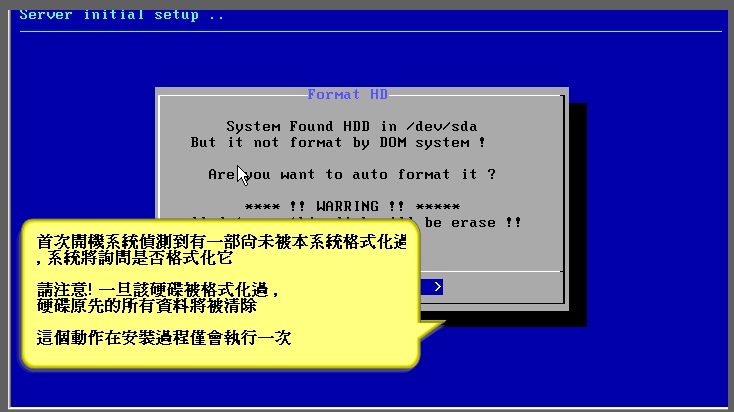 Server initial setup ..
Format HD
System Found HDD in /dev/sda
But it not format by DOM system !
Are you want to auto format it ?
**** !! WARRING !! *****
be erase !!
>
首次開機系統偵測到有一部尚未被本系統格式化過
, 系統將詢問是否格式化它
請注意! 一旦該硬碟被格式化過 ,
硬碟原先的所有資料將被清除
這個動作在安裝過程僅會執行一次